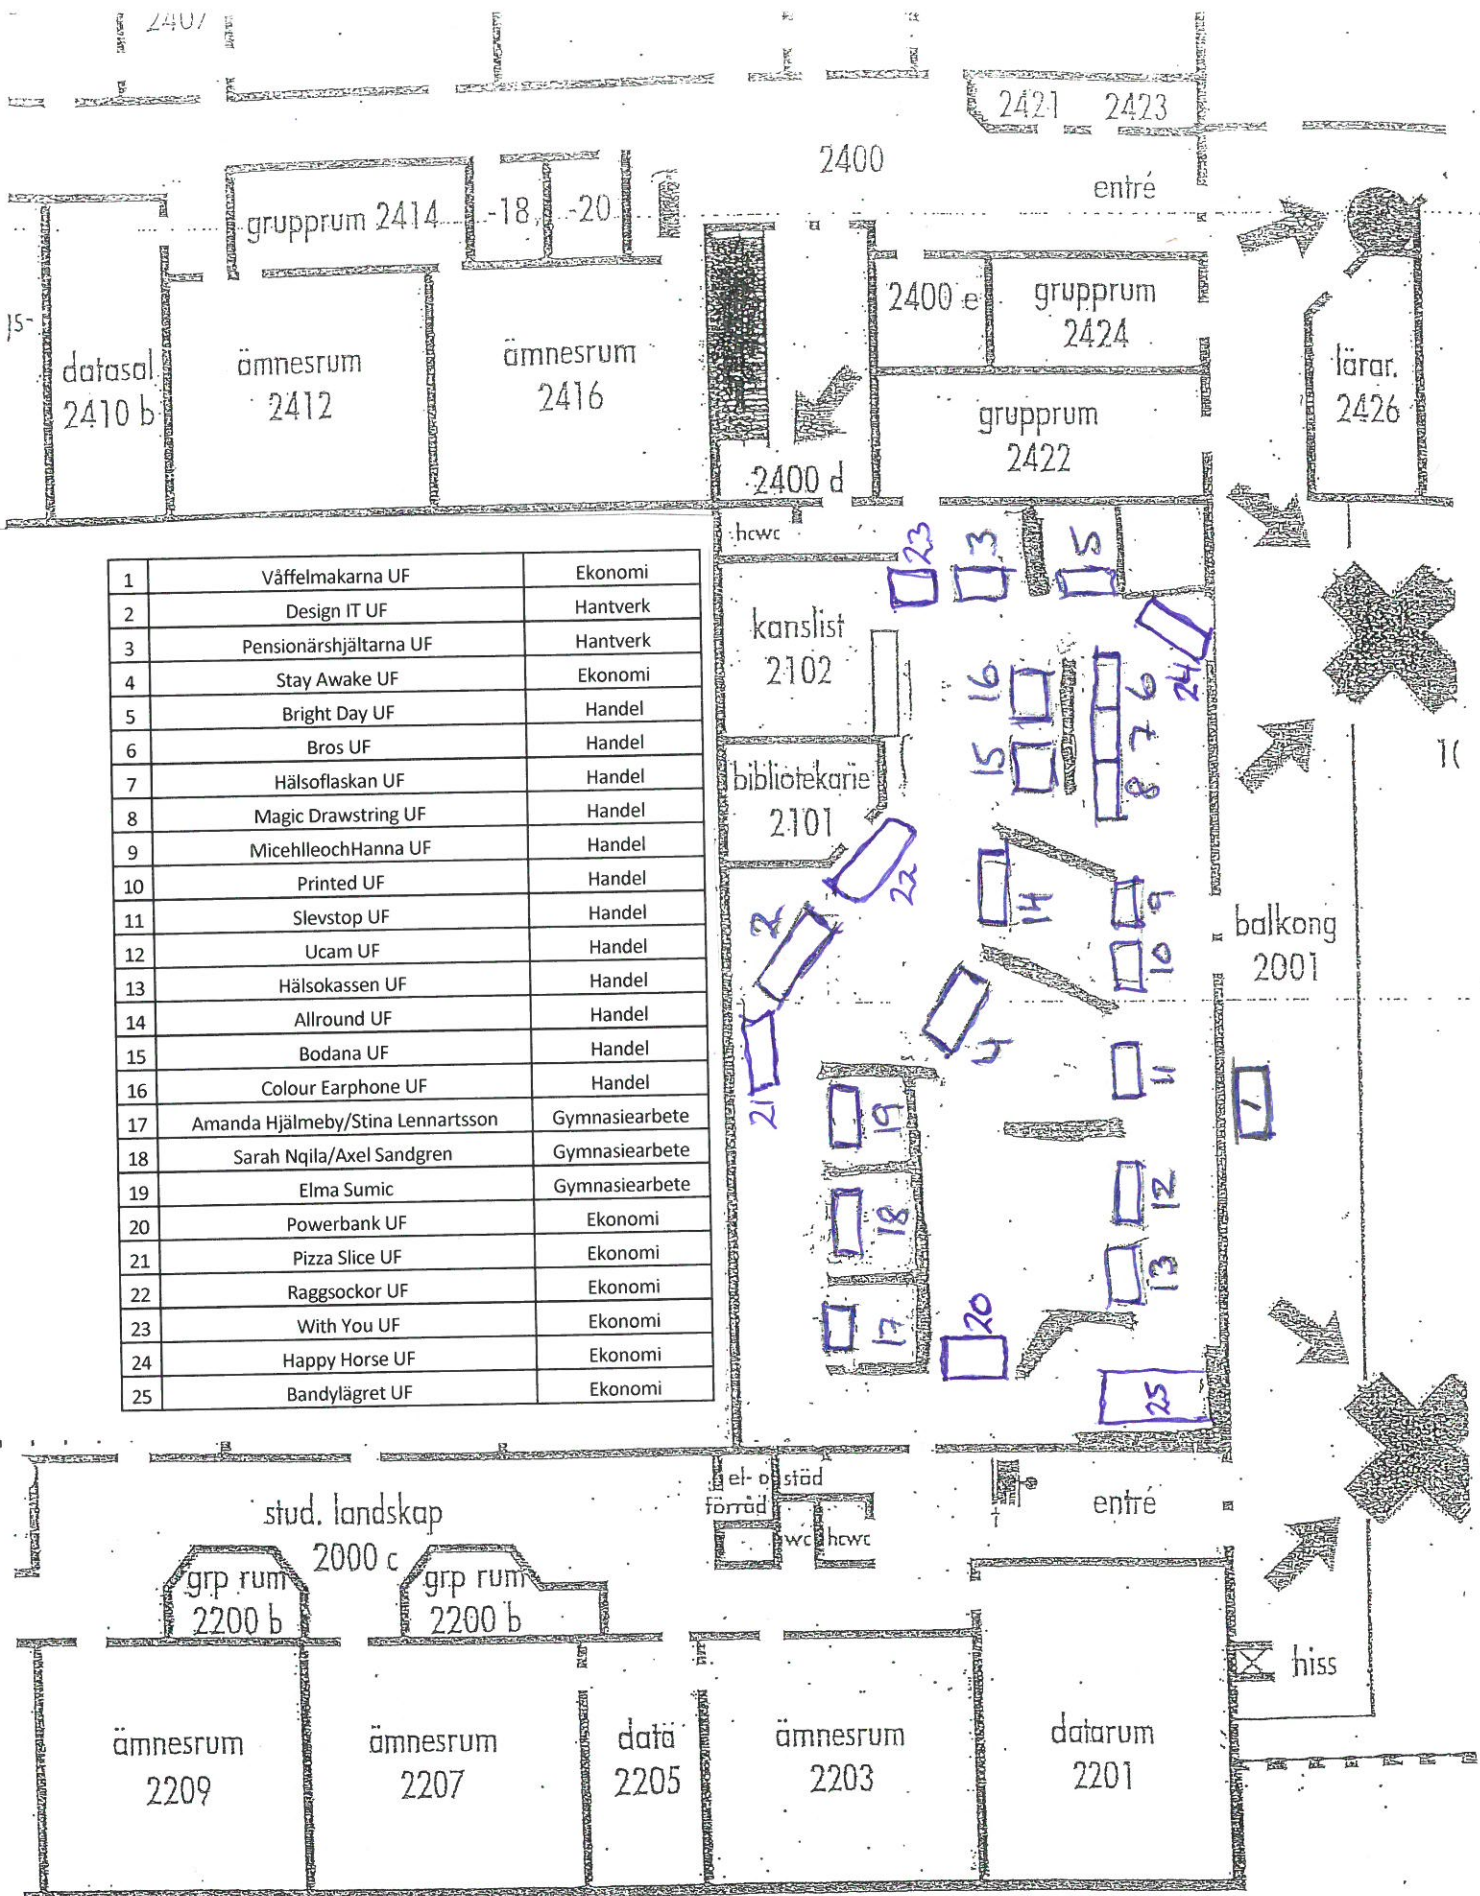 2407
2421 2423
2400
entré
grupprum 2414 -18 -20
2400 e
grupprum
2424
datasal
2410 b
ämnesrum
2412
ämnesrum
2416
lärar.
2426
grupprum
2422
2400 d
hcwc
23 3 5
1 Våffelmakarna UF Ekonomi
2 Design IT UF Hantverk
3 Pensionärshjältarna UF Hantverk
4 Stay Awake UF Ekonomi
5 Bright Day UF Handel
6 Bros UF Handel
7 Hälsoflaskan UF Handel
8 Magic Drawstring UF Handel
9 MicehlleochHanna UF Handel
10 Printed UF Handel
11 Slevstop UF Handel
12 Ucam UF Handel
13 Hälsokassen UF Handel
14 Allround UF Handel
15 Bodana UF Handel
16 Colour Earphone UF Handel
17 Amanda Hjälmeby/Stina Lennartsson Gymnasiearbete
18 Sarah Nqila/Axel Sandgren Gymnasiearbete
19 Elma Sumic Gymnasiearbete
20 Powerbank UF Ekonomi
21 Pizza Slice UF Ekonomi
22 Raggsockor UF Ekonomi
23 With You UF Ekonomi
24 Happy Horse UF Ekonomi
25 Bandylägret UF Ekonomi
kanslist
2102
16 6 24
7
15 8
bibliotekarie
2101
22
14 9
2
10
balkong
2001
4
11
21
19
1
18
12
13
17
20
25
el- o städ
förråd
wc hcwc
entré
stud. landskap
2000 c
grp rum
2200 b
grp rum
2200 b
hiss
ämnesrum
2209
ämnesrum
2207
data
2205
ämnesrum
2203
datarum
2201